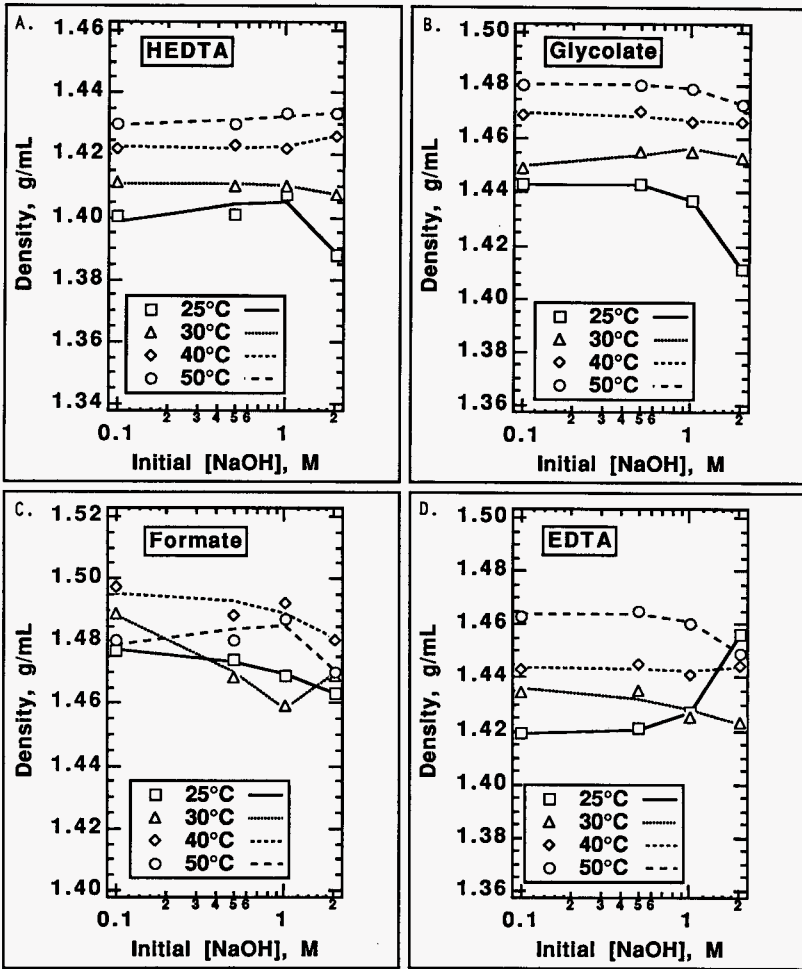 A.
HEDTA
1.46
1.44
1.42
1.40
1.38
1.36
1.34
Density, g/mL
25°C
30°C
40°C
50°C
0.1
2
3
4
5
6
1
2
Initial [NaOH], M
B.
Glycolate
1.50
1.48
1.46
1.44
1.42
1.40
1.38
1.36
Density, g/mL
25°C
30°C
40°C
50°C
0.1
2
3
4
5
6
1
2
Initial [NaOH], M
C.
Formate
1.52
1.50
1.48
1.46
1.44
1.42
1.40
Density, g/mL
25°C
30°C
40°C
50°C
0.1
2
3
4
5
6
1
2
Initial [NaOH], M
D.
EDTA
1.50
1.48
1.46
1.44
1.42
1.40
1.38
1.36
Density, g/mL
25°C
30°C
40°C
50°C
0.1
2
3
4
5
6
1
2
Initial [NaOH], M